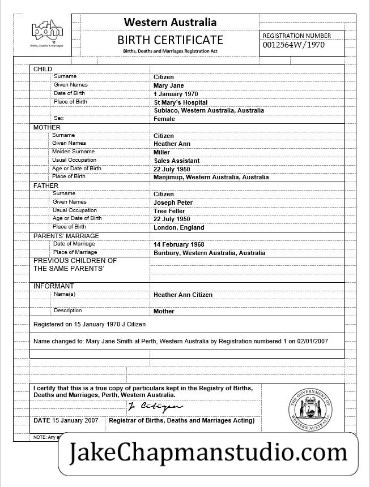 Western Australia
BIRTH CERTIFICATE
Births, Deaths and Marriages Registration Act
REGISTRATION NUMBER
0012564W/1970
bdm
CHILD
Surname Citizen
Given Names Mary Jane
Date of Birth 1 January 1970
Place of Birth St Mary's Hospital
Subiaco, Western Australia, Australia
Sex Female
MOTHER
Surname Citizen
Given Names Heather Ann
Maiden Surname Miller
Usual Occupation Sales Assistant
Age or Date of Birth 22 July 1950
Place of Birth Manjimup, Western Australia, Australia
FATHER
Surname Citizen
Given Names Joseph Peter
Usual Occupation Tree Feller
Age or Date of Birth 22 July 1950
Place of Birth London, England
PARENTS' MARRIAGE
Date of Marriage 14 February 1968
Place of Marriage Bunbury, Western Australia, Australia
PREVIOUS CHILDREN OF
THE SAME PARENTS'
INFORMANT
Name(s) Heather Ann Citizen
Description Mother
Registered on 15 January 1970 J Citizen
Name changed to: Mary Jane Smith at Perth, Western Australia by Registration numbered 1 on 02/01/2007
I certify that this is a true copy of particulars kept in the Registry of Births,
Deaths and Marriages, Perth, Western Australia.
J Citizen
DATE 15 January 2007 (Registrar of Births, Deaths and Marriages Acting)
NOTE: Any
JakeChapmanstudio.com